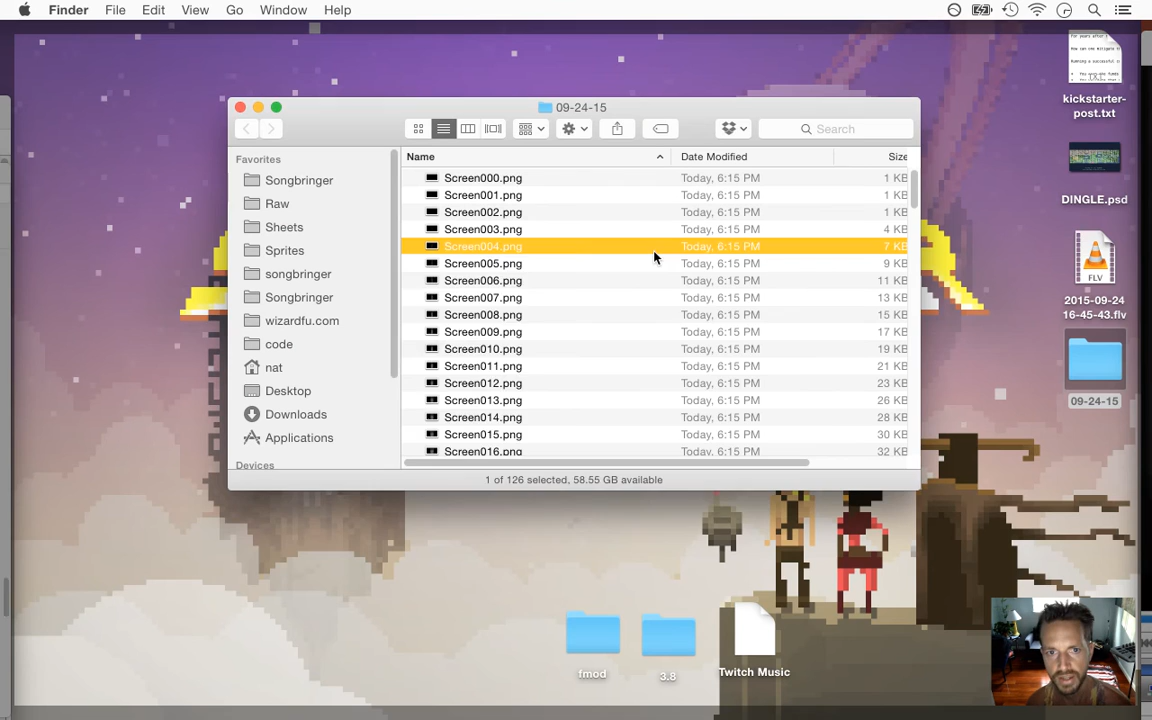 Finder File Edit View Go Window Help
kickstarter-
post.txt
DINGLE.psd
FLV
2015-09-24
16-45-43.flv
09-24-15
09-24-15
Search
Favorites
Songbringer
Raw
Sheets
Sprites
songbringer
Songbringer
wizardfu.com
code
nat
Desktop
Downloads
Applications
Devices
Name Date Modified Size
Screen000.png Today, 6:15 PM 1 KB
Screen001.png Today, 6:15 PM 1 KB
Screen002.png Today, 6:15 PM 1 KB
Screen003.png Today, 6:15 PM 4 KB
Screen004.png Today, 6:15 PM 7 KB
Screen005.png Today, 6:15 PM 9 KB
Screen006.png Today, 6:15 PM 11 KB
Screen007.png Today, 6:15 PM 13 KB
Screen008.png Today, 6:15 PM 15 KB
Screen009.png Today, 6:15 PM 17 KB
Screen010.png Today, 6:15 PM 19 KB
Screen011.png Today, 6:15 PM 21 KB
Screen012.png Today, 6:15 PM 23 KB
Screen013.png Today, 6:15 PM 26 KB
Screen014.png Today, 6:15 PM 28 KB
Screen015.png Today, 6:15 PM 30 KB
Screen016.png Today, 6:15 PM 32 KB
1 of 126 selected, 58.55 GB available
fmod
3.8
Twitch Music